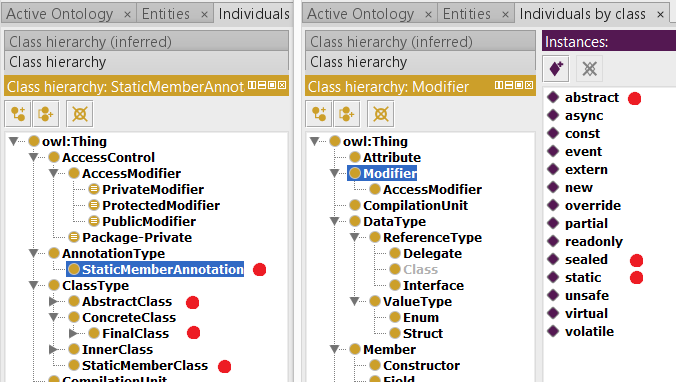 Active Ontology × Entities × Individuals
Class hierarchy (inferred)
Class hierarchy
Class hierarchy: StaticMemberAnnot
owl:Thing
AccessControl
AccessModifier
PrivateModifier
ProtectedModifier
PublicModifier
Package-Private
AnnotationType
StaticMemberAnnotation
ClassType
AbstractClass
ConcreteClass
FinalClass
InnerClass
StaticMemberClass
CompilationUnit
Active Ontology × Entities × Individuals by class ×
Class hierarchy (inferred)
Class hierarchy
Class hierarchy: Modifier
owl:Thing
Attribute
Modifier
AccessModifier
CompilationUnit
DataType
ReferenceType
Delegate
Class
Interface
ValueType
Enum
Struct
Member
Constructor
Field
Instances:
abstract
async
const
event
extern
new
override
partial
readonly
sealed
static
unsafe
virtual
volatile